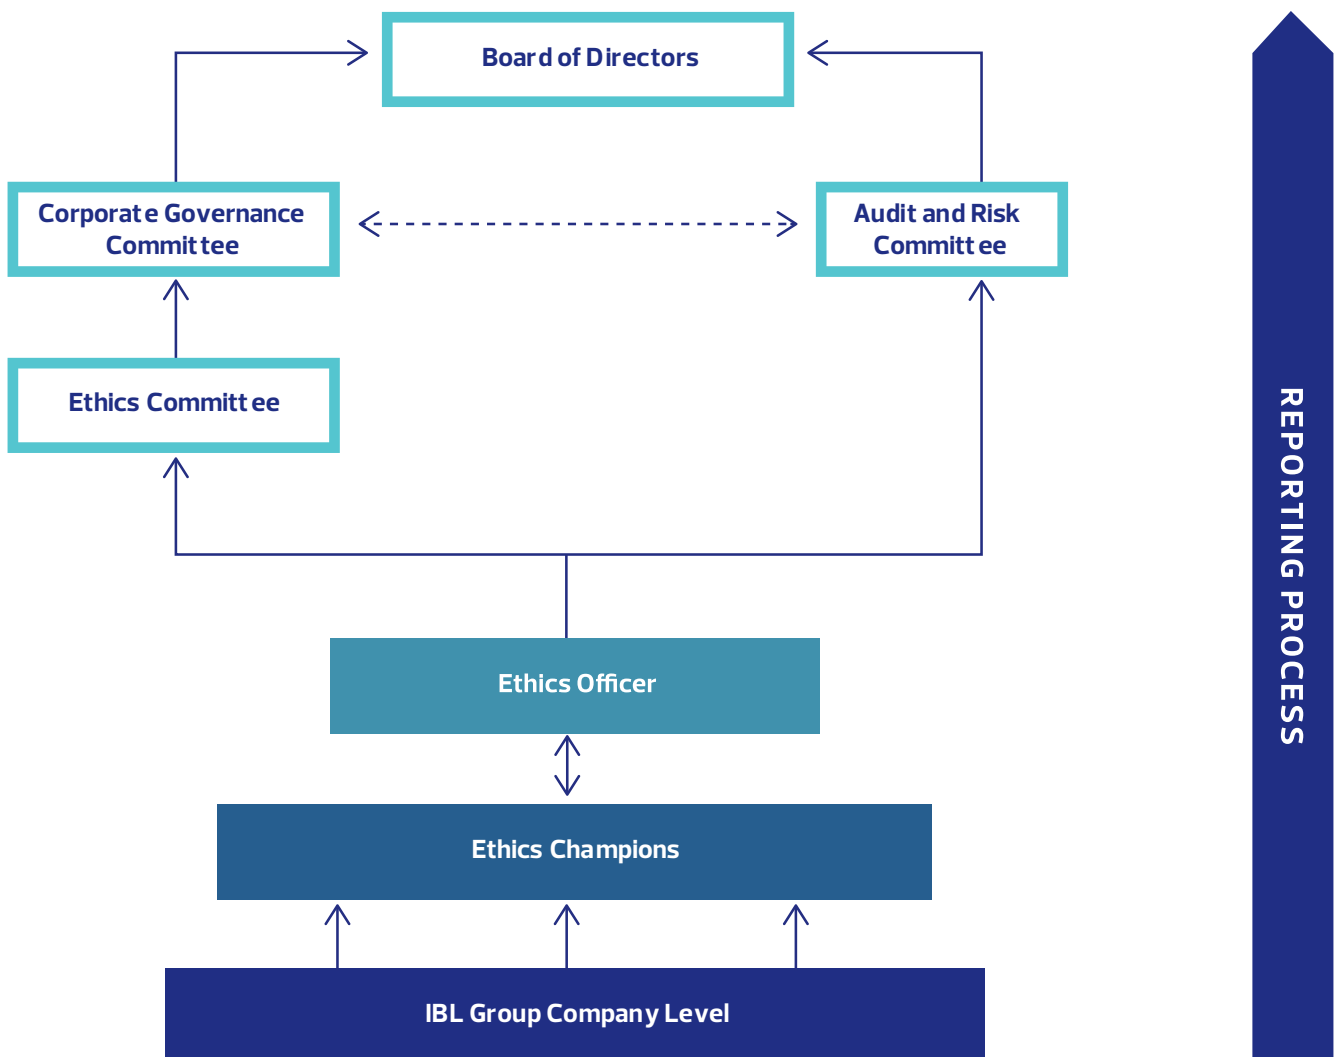 Board of Directors
Corporate Governance
Committee
Audit and Risk
Committee
Ethics Committee
Ethics Officer
Ethics Champions
IBL Group Company Level
REPORTING PROCESS